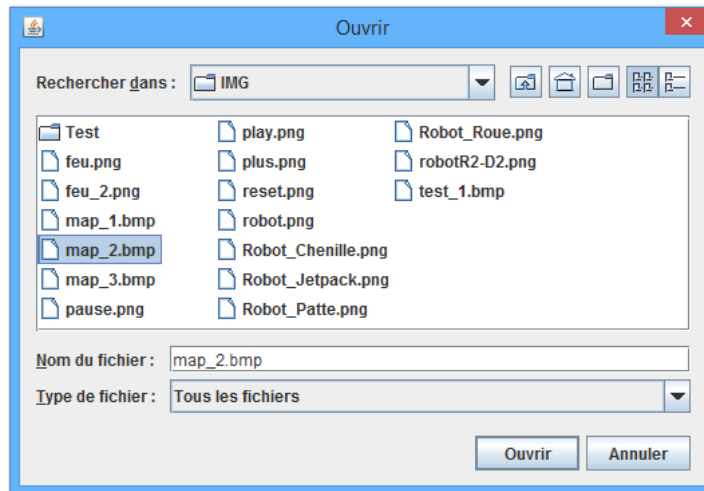 Ouvrir
Rechercher dans :
IMG
Test
feu.png
feu_2.png
map_1.bmp
map_2.bmp
map_3.bmp
pause.png
play.png
plus.png
reset.png
robot.png
Robot_Chenille.png
Robot_Jetpack.png
Robot_Patte.png
Robot_Roue.png
robotR2-D2.png
test_1.bmp
Nom du fichier : map_2.bmp
Type de fichier : Tous les fichiers
Ouvrir Annuler